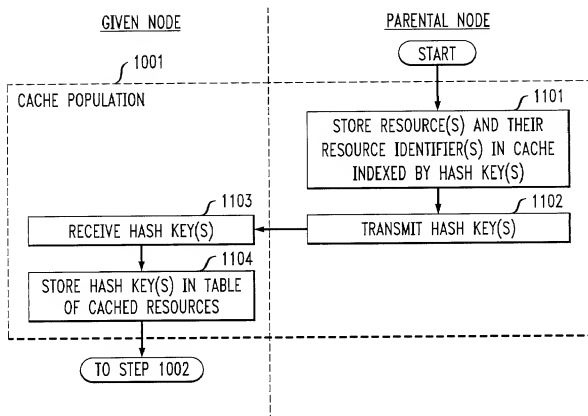 GIVEN NODE
PARENTAL NODE
START
1001
CACHE POPULATION
1101
STORE RESOURCE(S) AND THEIR
RESOURCE IDENTIFIER(S) IN CACHE
INDEXED BY HASH KEY(S)
1103
1102
RECEIVE HASH KEY(S)
TRANSMIT HASH KEY(S)
1104
STORE HASH KEY(S) IN TABLE
OF CACHED RESOURCES
TO STEP 1002